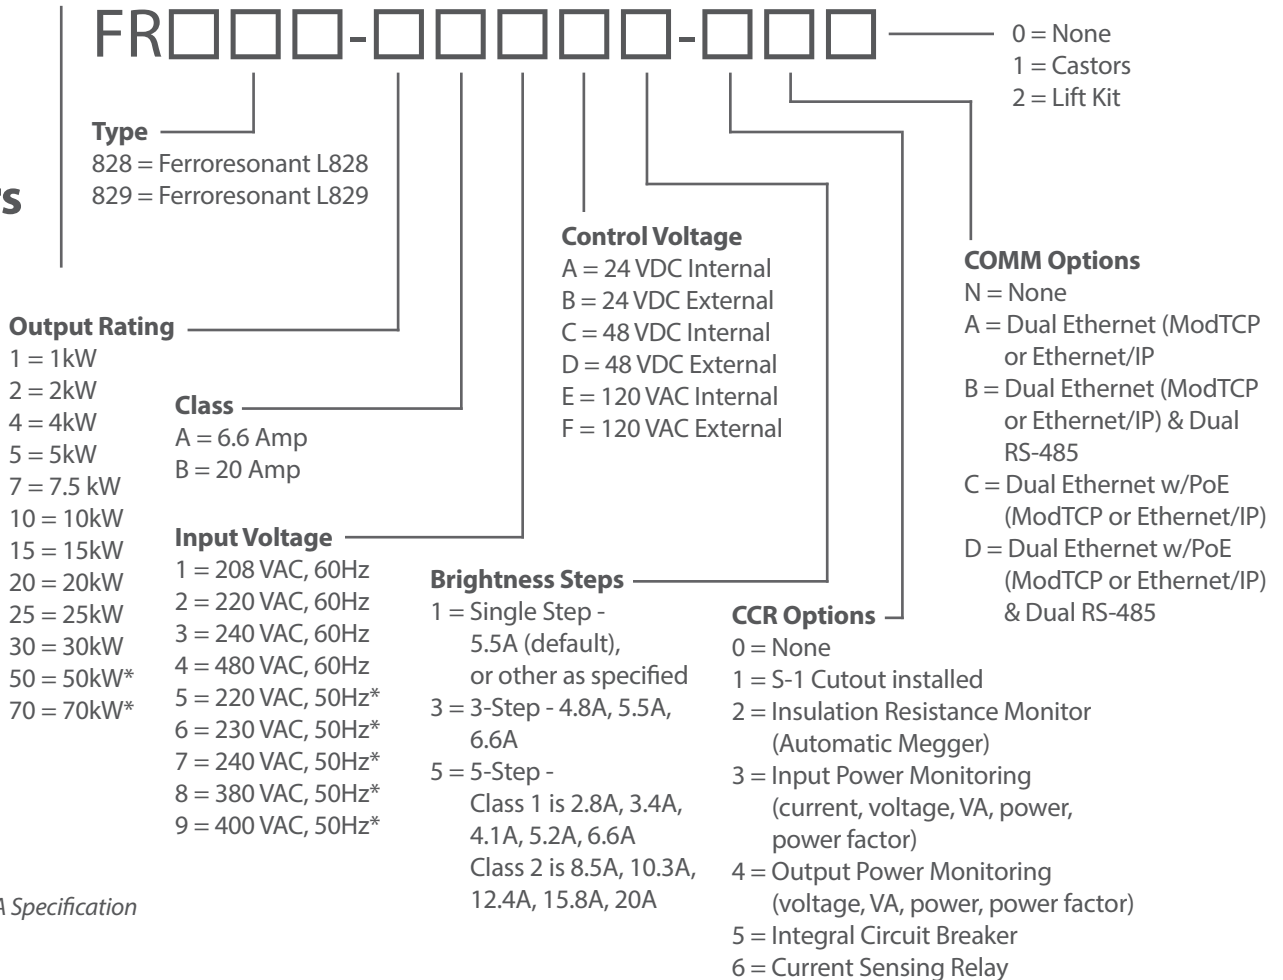 FR□□□-□□□□□-□□□
0 = None
1 = Castors
2 = Lift Kit
Type
828 = Ferroresonant L828
829 = Ferroresonant L829
rs
Output Rating
1 = 1kW
2 = 2kW
4 = 4kW
5 = 5kW
7 = 7.5 kW
10 = 10kW
15 = 15kW
20 = 20kW
25 = 25kW
30 = 30kW
50 = 50kW*
70 = 70kW*
Class
A = 6.6 Amp
B = 20 Amp
Input Voltage
1 = 208 VAC, 60Hz
2 = 220 VAC, 60Hz
3 = 240 VAC, 60Hz
4 = 480 VAC, 60Hz
5 = 220 VAC, 50Hz*
6 = 230 VAC, 50Hz*
7 = 240 VAC, 50Hz*
8 = 380 VAC, 50Hz*
9 = 400 VAC, 50Hz*
Control Voltage
A = 24 VDC Internal
B = 24 VDC External
C = 48 VDC Internal
D = 48 VDC External
E = 120 VAC Internal
F = 120 VAC External
Brightness Steps
1 = Single Step -
5.5A (default),
or other as specified
3 = 3-Step - 4.8A, 5.5A,
6.6A
5 = 5-Step -
Class 1 is 2.8A, 3.4A,
4.1A, 5.2A, 6.6A
Class 2 is 8.5A, 10.3A,
12.4A, 15.8A, 20A
CCR Options
0 = None
1 = S-1 Cutout installed
2 = Insulation Resistance Monitor
(Automatic Megger)
3 = Input Power Monitoring
(current, voltage, VA, power,
power factor)
4 = Output Power Monitoring
(voltage, VA, power, power factor)
5 = Integral Circuit Breaker
6 = Current Sensing Relay
COMM Options
N = None
A = Dual Ethernet (ModTCP
or Ethernet/IP
B = Dual Ethernet (ModTCP
or Ethernet/IP) & Dual
RS-485
C = Dual Ethernet w/PoE
(ModTCP or Ethernet/IP)
D = Dual Ethernet w/PoE
(ModTCP or Ethernet/IP)
& Dual RS-485
A Specification